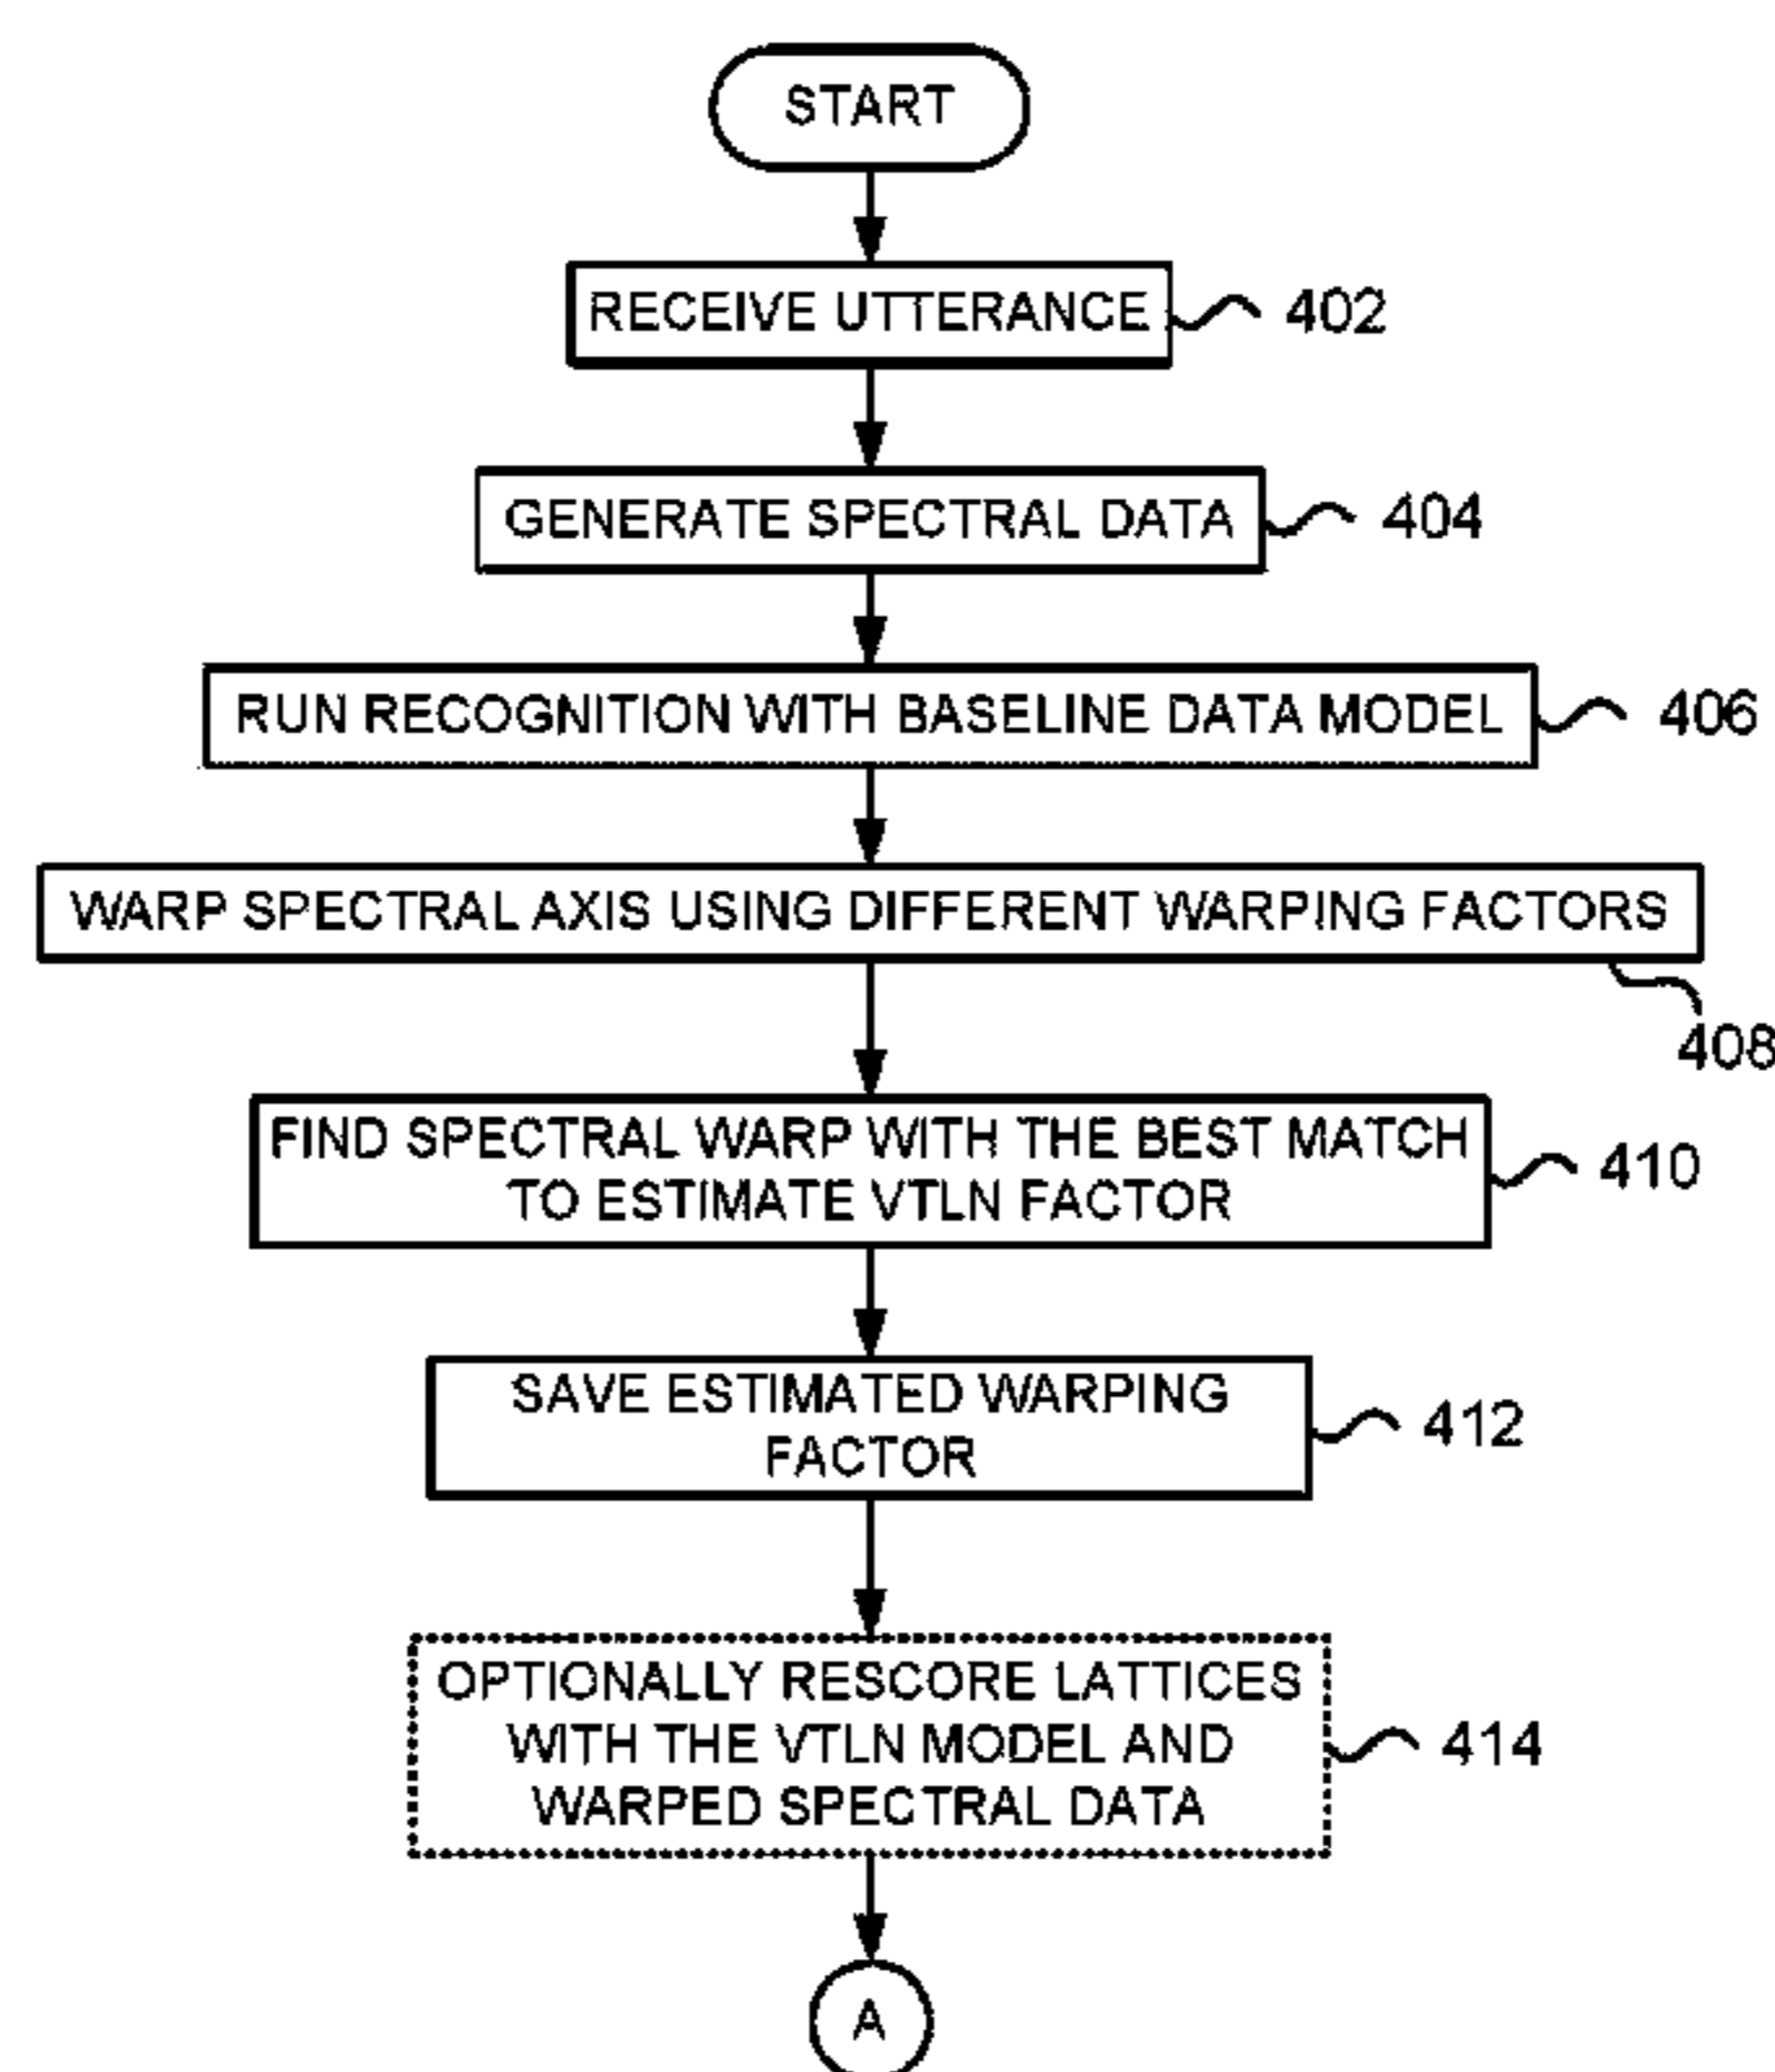 START
RECEIVE UTTERANCE
402
GENERATE SPECTRAL DATA
404
RUN RECOGNITION WITH BASELINE DATA MODEL
406
WARP SPECTRAL AXIS USING DIFFERENT WARPING FACTORS
408
FIND SPECTRAL WARP WITH THE BEST MATCH
TO ESTIMATE VTLN FACTOR
410
SAVE ESTIMATED WARPING
FACTOR
412
OPTIONALLY RESCORE LATTICES
WITH THE VTLN MODEL AND
WARPED SPECTRAL DATA
414
A